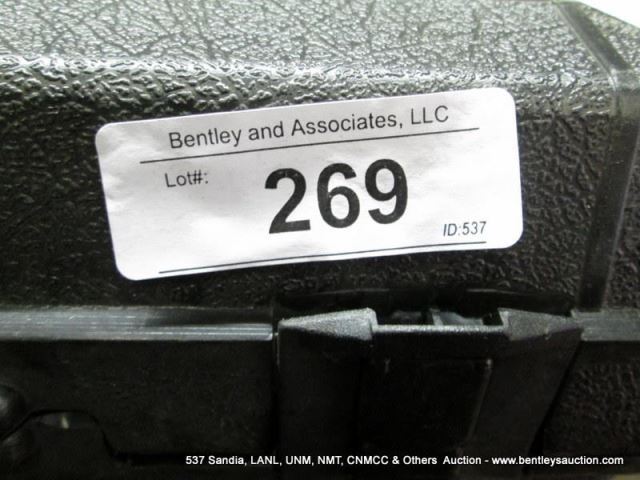 Bentley and Associates, LLC
Lot#:
269
ID:537
537 Sandia, LANL, UNM, NMT, CNMCC & Others Auction - www.bentleysauction.com